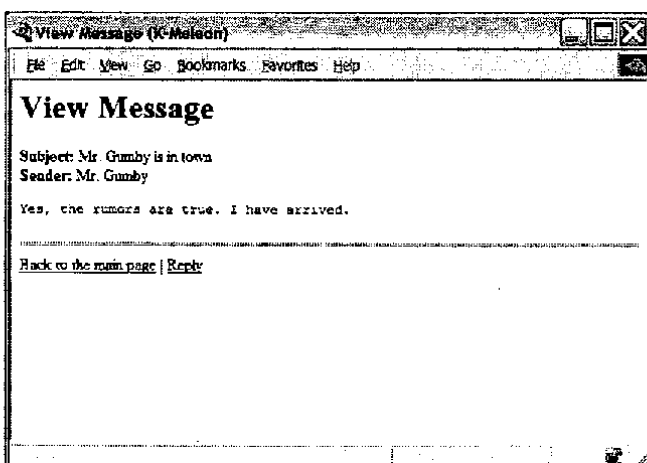 View Message (K-Meleon)
File Edit View Go Bookmarks Favorites Help
View Message
Subject: Mr. Gumby is in town
Sender: Mr. Gumby
Yes, the rumors are true. I have arrived.
Back to the main page | Reply